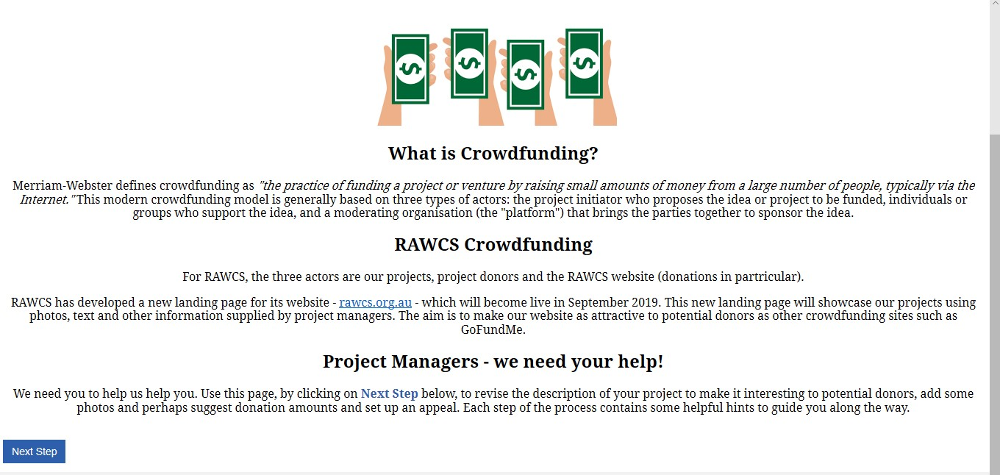 $ $ $ $
What is Crowdfunding?
Merriam-Webster defines crowdfunding as "the practice of funding a project or venture by raising small amounts of money from a large number of people, typically via the
Internet." This modern crowdfunding model is generally based on three types of actors: the project initiator who proposes the idea or project to be funded, individuals or
groups who support the idea, and a moderating organisation (the "platform") that brings the parties together to sponsor the idea.
RAWCS Crowdfunding
For RAWCS, the three actors are our projects, project donors and the RAWCS website (donations in partricular).
RAWCS has developed a new landing page for its website - rawcs.org.au - which will become live in September 2019. This new landing page will showcase our projects using
photos, text and other information supplied by project managers. The aim is to make our website as attractive to potential donors as other crowdfunding sites such as
GoFundMe.
Project Managers - we need your help!
We need you to help us help you. Use this page, by clicking on Next Step below, to revise the description of your project to make it interesting to potential donors, add some
photos and perhaps suggest donation amounts and set up an appeal. Each step of the process contains some helpful hints to guide you along the way.
Next Step